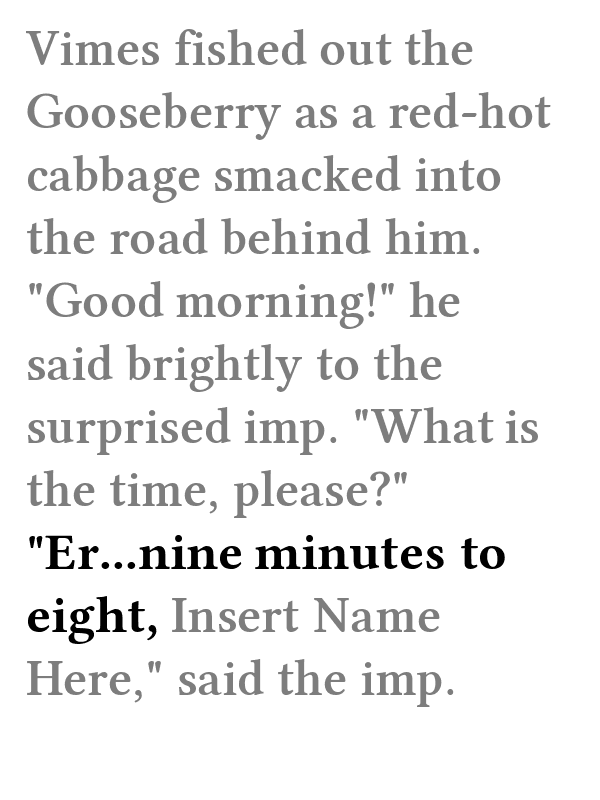 Vimes fished out the
Gooseberry as a red-hot
cabbage smacked into
the road behind him.
"Good morning!" he
said brightly to the
surprised imp. "What is
the time, please?"
"Er...nine minutes to
eight, Insert Name
Here," said the imp.